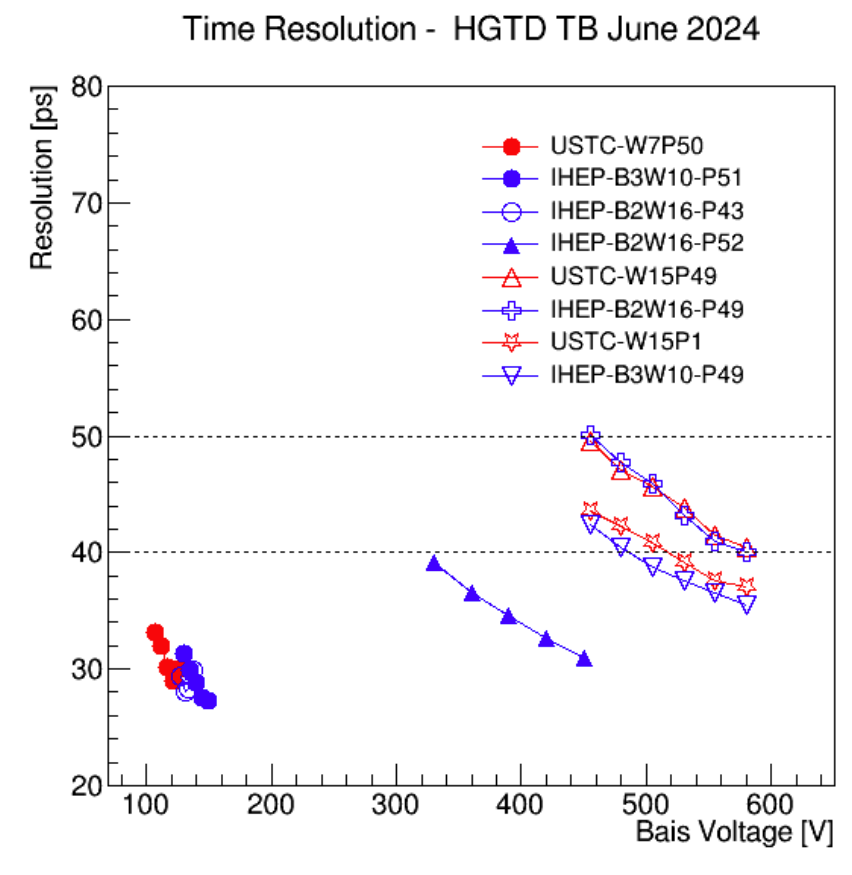 Time Resolution - HGTD TB June 2024
Resolution [ps]
80
70
60
50
40
30
20
USTC-W7P50
IHEP-B3W10-P51
IHEP-B2W16-P43
IHEP-B2W16-P52
USTC-W15P49
IHEP-B2W16-P49
USTC-W15P1
IHEP-B3W10-P49
100 200 300 400 500 600
Bais Voltage [V]